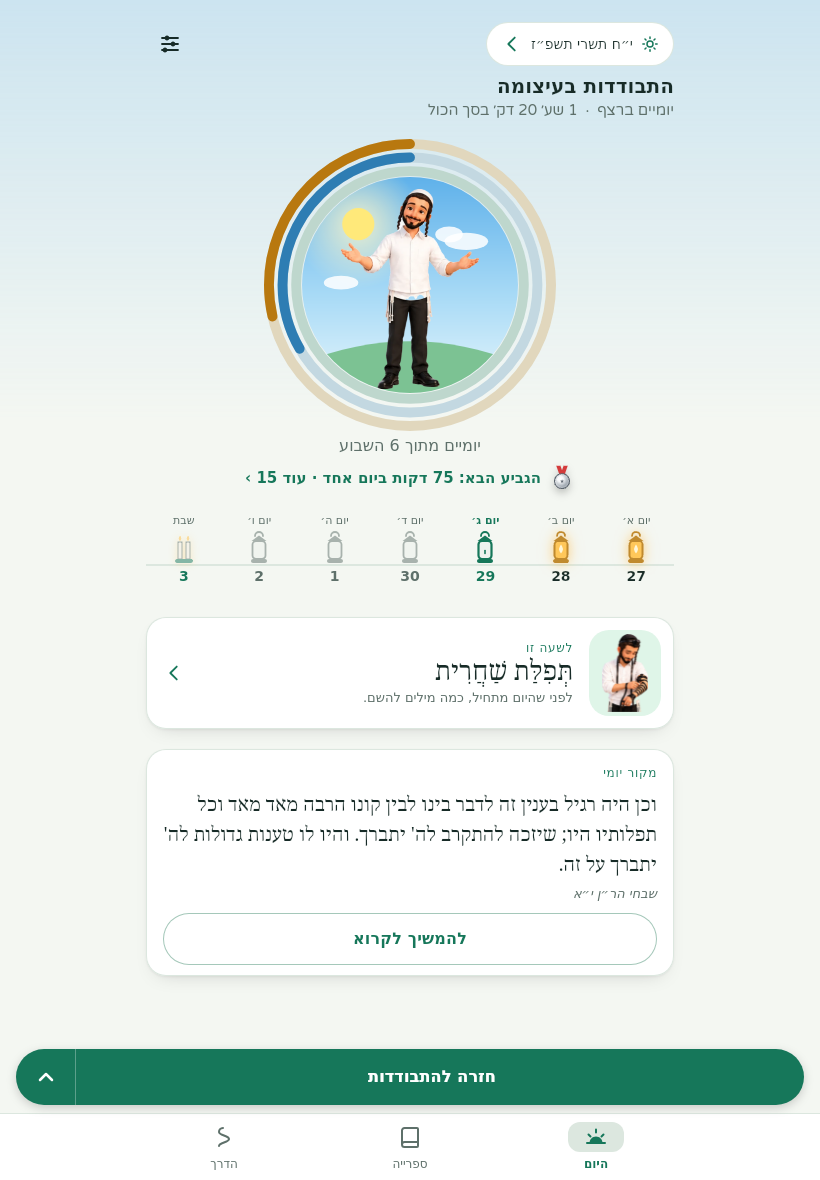 י״ח תשרי תשפ״ז
התבודדות בעיצומה
יומיים ברצף · 1 שע׳ 20 דק׳ בסך הכול
יומיים מתוך 6 השבוע
הגביע הבא: 75 דקות ביום אחד · עוד 15 ›
יום א׳ יום ב׳ יום ג׳ יום ד׳ יום ה׳ יום ו׳ שבת
27 28 29 30 1 2 3
לשעה זו
תְּפִלַּת שַׁחֲרִית
לפני שהיום מתחיל, כמה מילים להשם.
מקור יומי
וכן היה רגיל בענין זה לדבר בינו לבין קונו הרבה מאד מאד וכל
תפלותיו היו; שיזכה להתקרב לה' יתברך. והיו לו טענות גדולות לה'
יתברך על זה.
שבחי הר״ן י״א
להמשיך לקרוא
חזרה להתבודדות
היום ספרייה הדרך